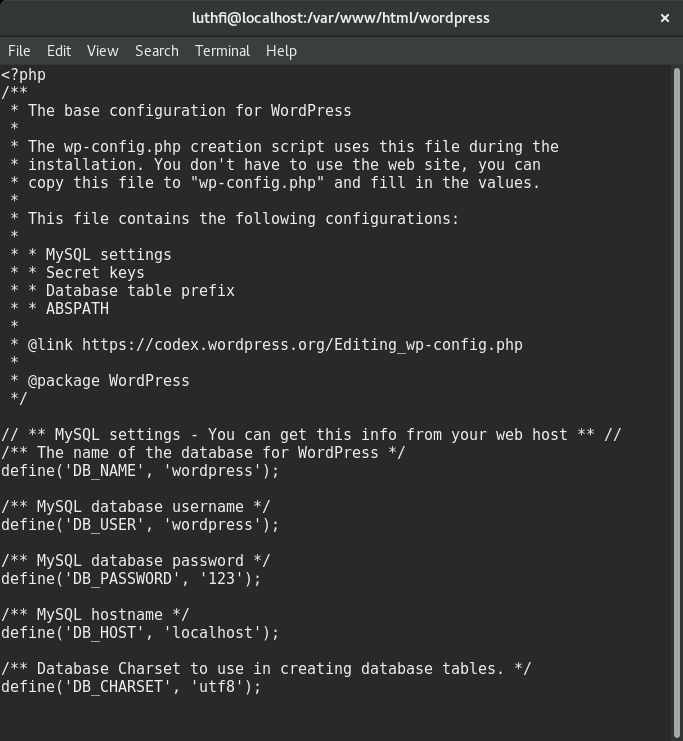 luthfi@localhost:/var/www/html/wordpress ×
File Edit View Search Terminal Help
<?php
/**
 * The base configuration for WordPress
 *
 * The wp-config.php creation script uses this file during the
 * installation. You don't have to use the web site, you can
 * copy this file to "wp-config.php" and fill in the values.
 *
 * This file contains the following configurations:
 *
 * * MySQL settings
 * * Secret keys
 * * Database table prefix
 * * ABSPATH
 *
 * @link https://codex.wordpress.org/Editing_wp-config.php
 *
 * @package WordPress
 */

// ** MySQL settings - You can get this info from your web host ** //
/** The name of the database for WordPress */
define('DB_NAME', 'wordpress');

/** MySQL database username */
define('DB_USER', 'wordpress');

/** MySQL database password */
define('DB_PASSWORD', '123');

/** MySQL hostname */
define('DB_HOST', 'localhost');

/** Database Charset to use in creating database tables. */
define('DB_CHARSET', 'utf8');